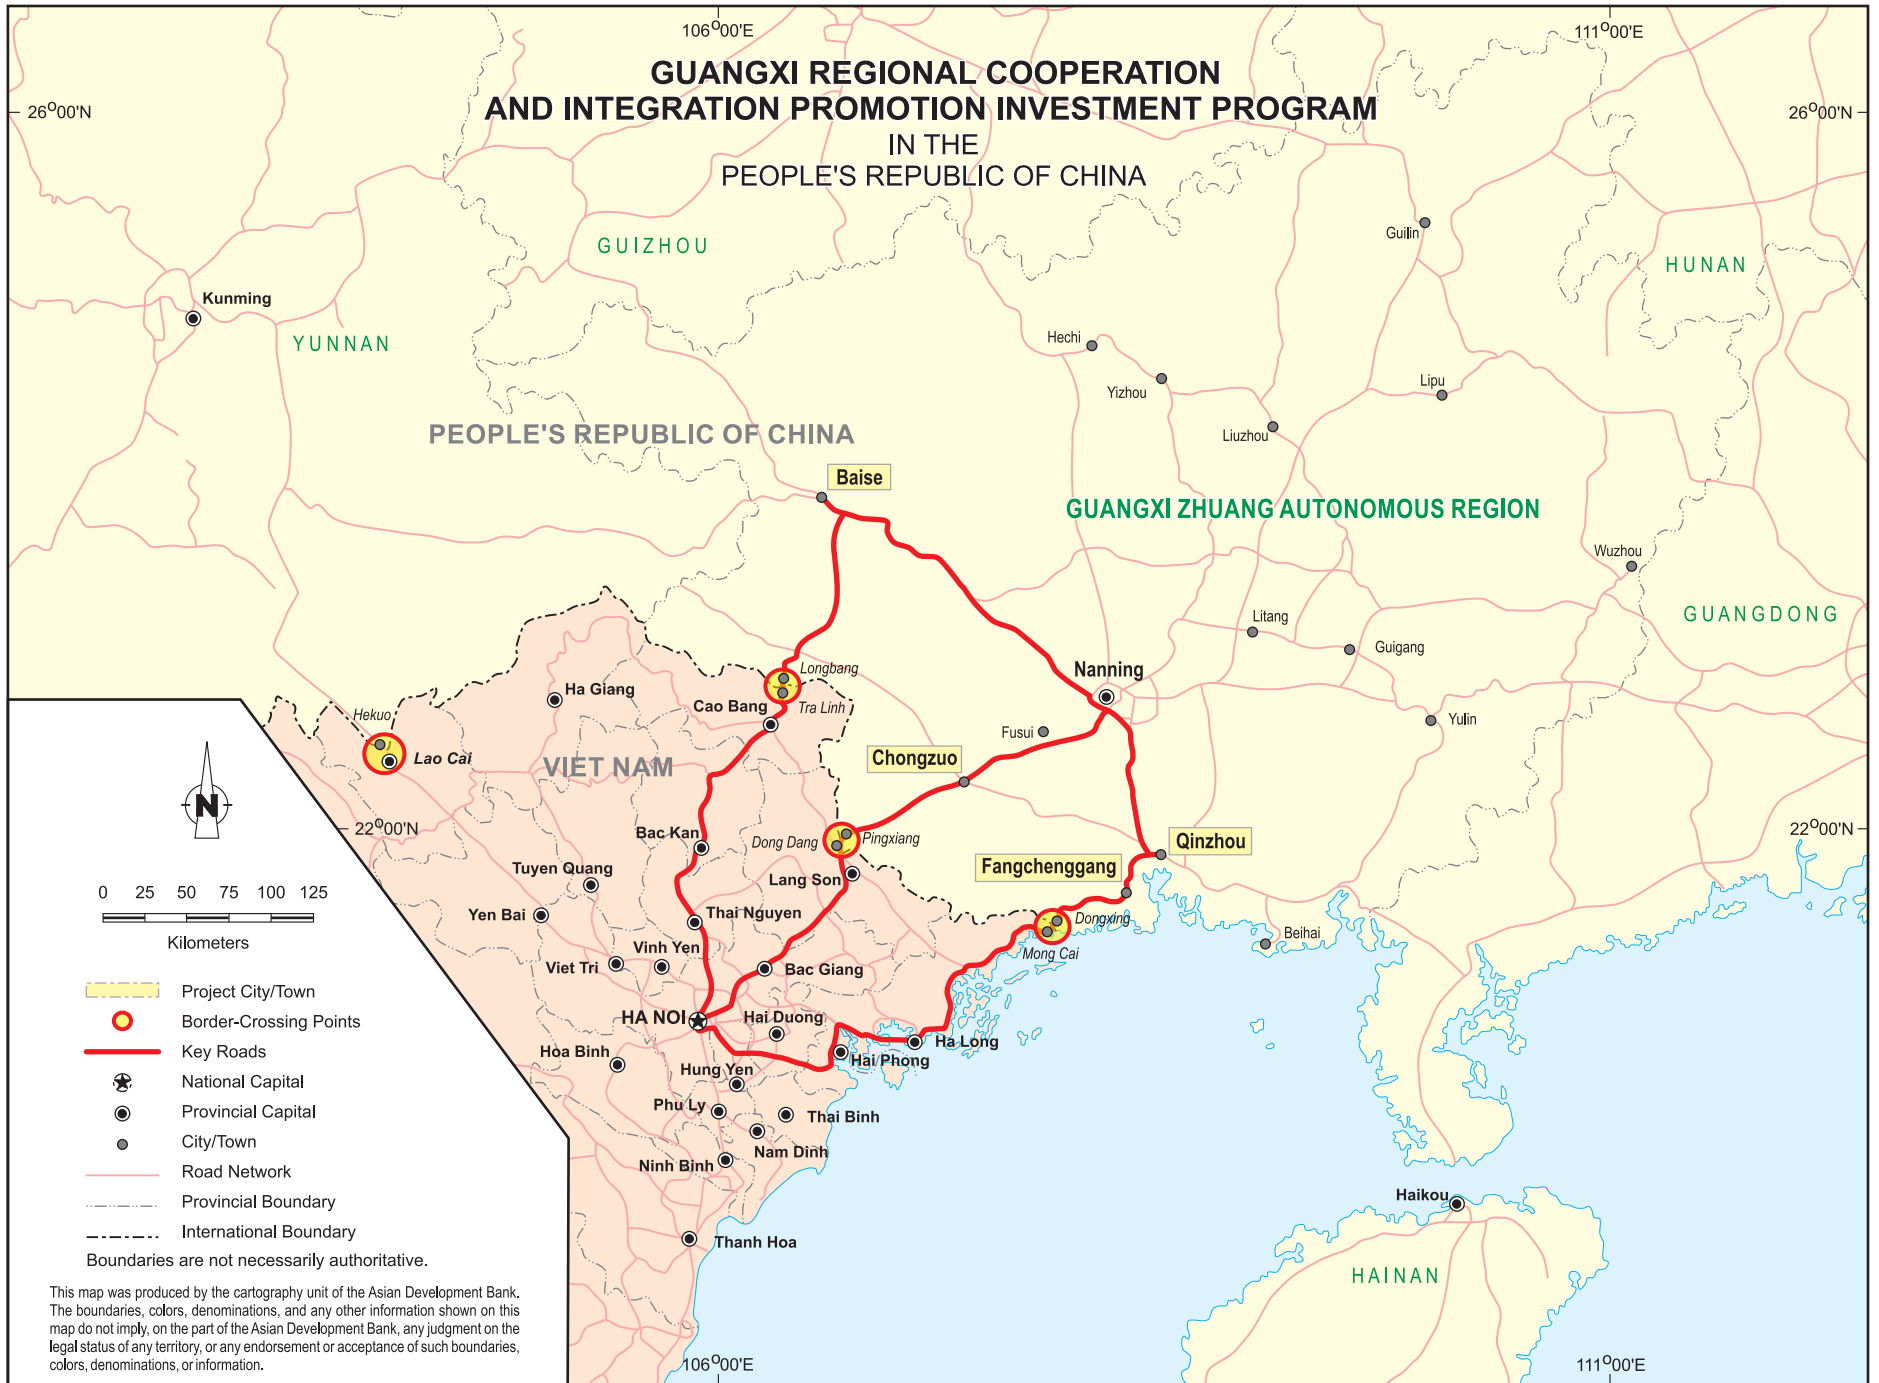 106°00'E
111°00'E
GUANGXI REGIONAL COOPERATION
AND INTEGRATION PROMOTION INVESTMENT PROGRAM
IN THE
PEOPLE'S REPUBLIC OF CHINA
26°00'N
26°00'N
GUIZHOU
Guilin
HUNAN
Kunming
YUNNAN
Hechi
Yizhou
Lipu
Liuzhou
PEOPLE'S REPUBLIC OF CHINA
Baise
GUANGXI ZHUANG AUTONOMOUS REGION
Wuzhou
GUANGDONG
Litang
Guigang
Longbang
Nanning
Ha Giang
Cao Bang
Tra Linh
Hekuo
Yulin
Fusui
Lao Cai
VIET NAM
Chongzuo
N
22°00'N
22°00'N
Bac Kan
Dong Dang
Pingxiang
Qinzhou
Fangchenggang
Tuyen Quang
Lang Son
Yen Bai
Thai Nguyen
Dongxing
Beihai
Vinh Yen
Mong Cai
Viet Tri
Bac Giang
HA NOI
Hai Duong
Hoa Binh
Ha Long
Hai Phong
Hung Yen
Phu Ly
Thai Binh
Nam Dinh
Ninh Binh
Haikou
Thanh Hoa
HAINAN
0 25 50 75 100 125
Kilometers
Project City/Town
Border-Crossing Points
Key Roads
National Capital
Provincial Capital
City/Town
Road Network
Provincial Boundary
International Boundary
Boundaries are not necessarily authoritative.
This map was produced by the cartography unit of the Asian Development Bank.
The boundaries, colors, denominations, and any other information shown on this
map do not imply, on the part of the Asian Development Bank, any judgment on the
legal status of any territory, or any endorsement or acceptance of such boundaries,
colors, denominations, or information.
106°00'E
111°00'E